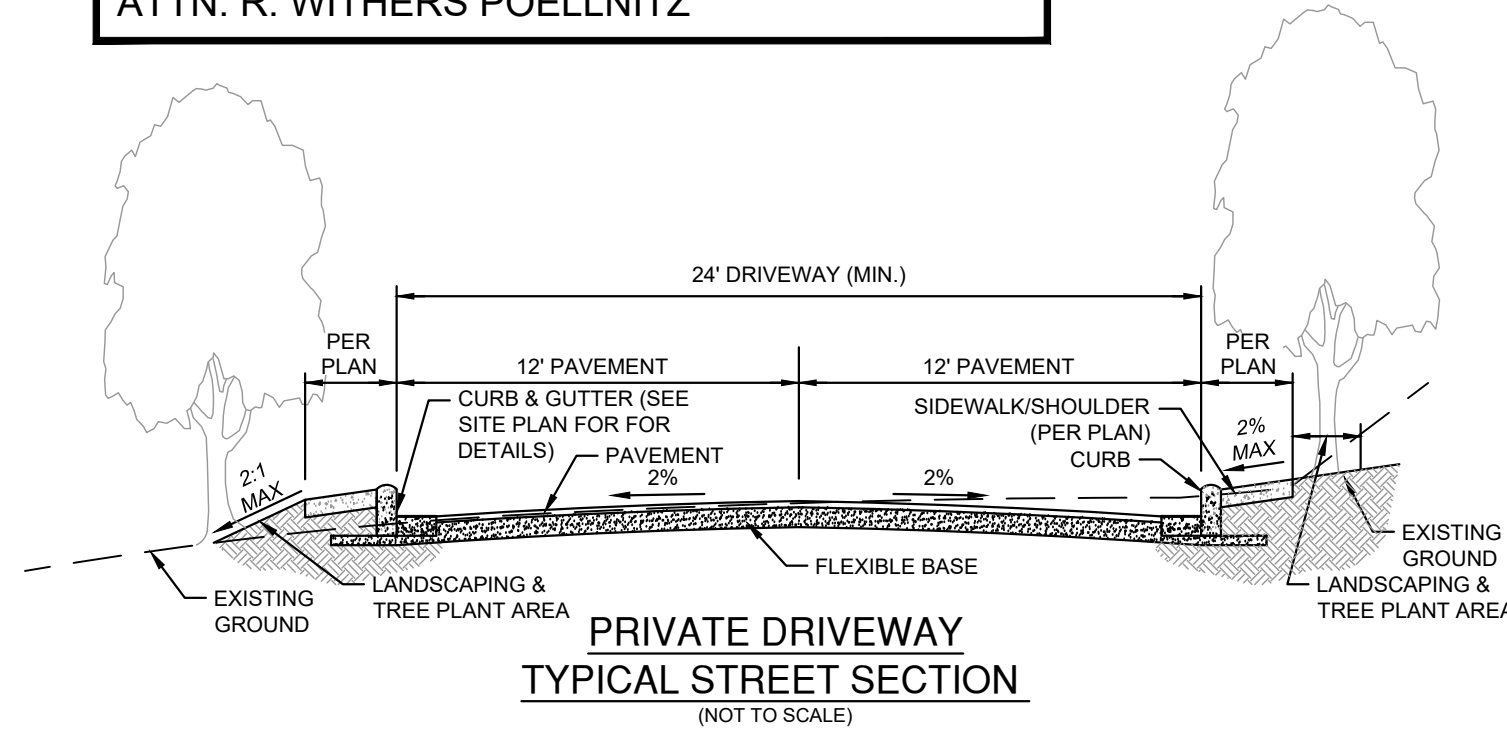 ATTN: R. WITHERS POELLNITZ
24' DRIVEWAY (MIN.)
PER
PLAN
12' PAVEMENT
12' PAVEMENT
PER
PLAN
CURB & GUTTER (SEE
SITE PLAN FOR FOR
DETAILS)
PAVEMENT
SIDEWALK/SHOULDER
(PER PLAN)
CURB
2%
MAX
2:1
MAX
2%
2%
FLEXIBLE BASE
EXISTING
GROUND
LANDSCAPING &
TREE PLANT AREA
EXISTING
GROUND
LANDSCAPING &
TREE PLANT AREA
PRIVATE DRIVEWAY
TYPICAL STREET SECTION
(NOT TO SCALE)